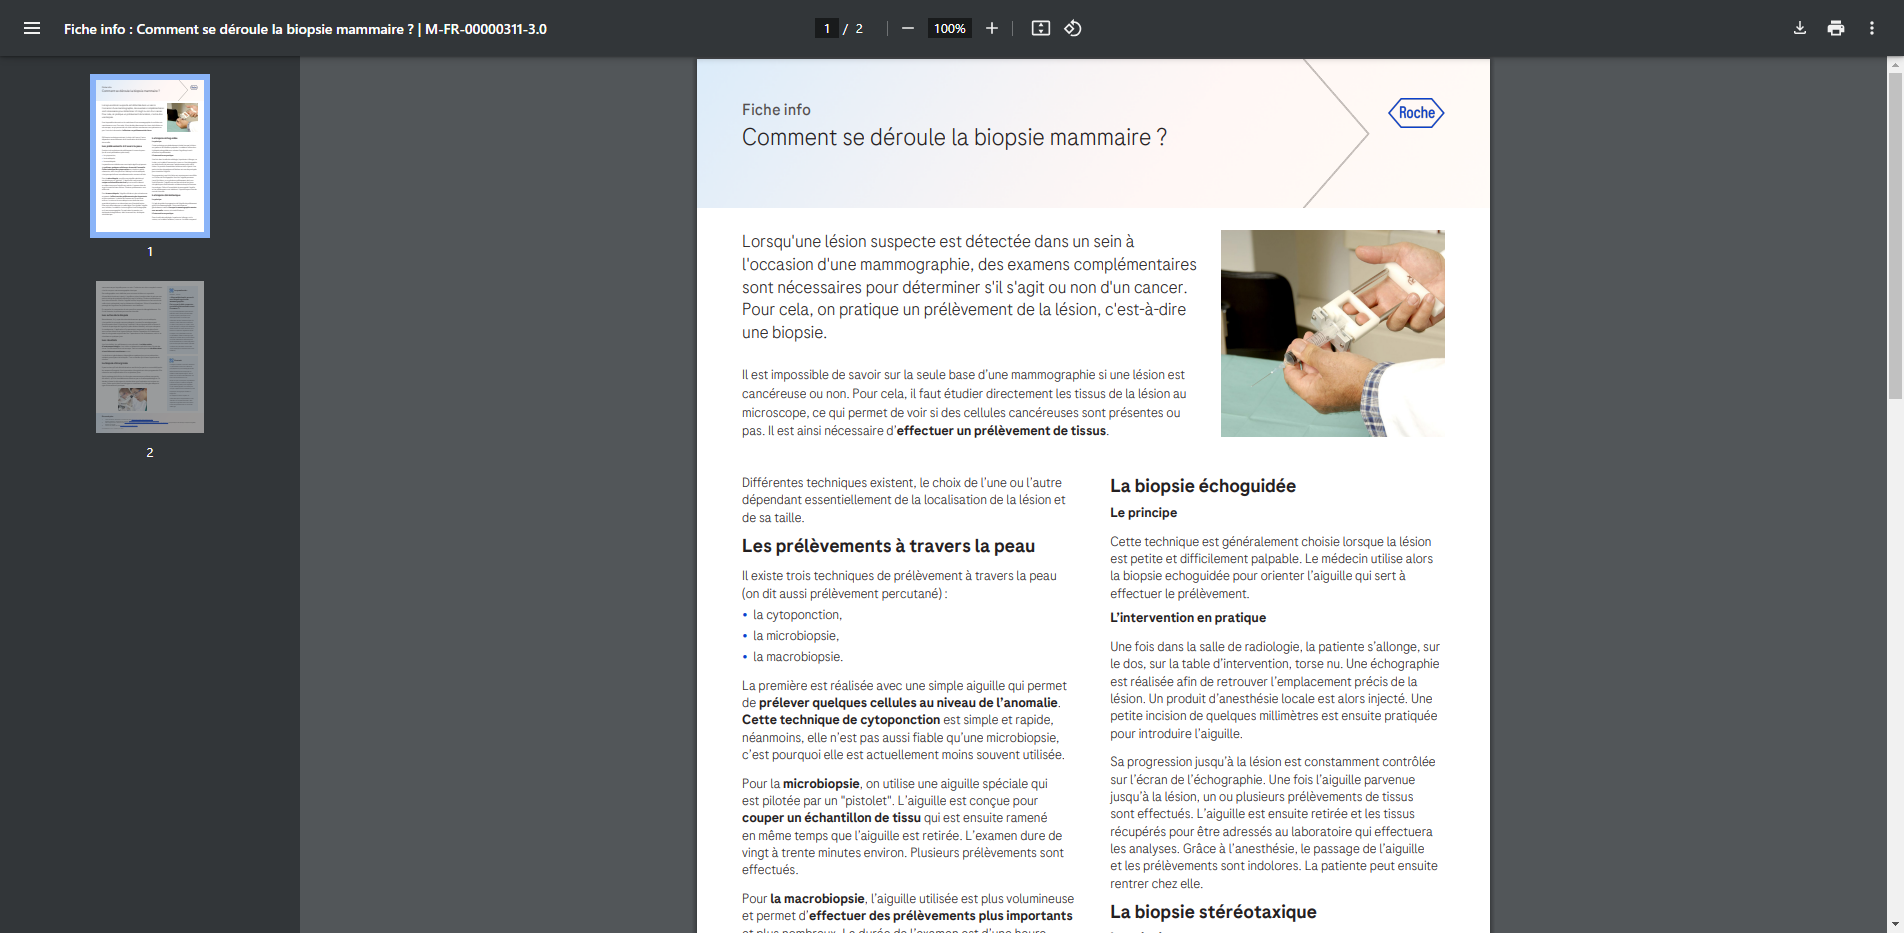 Fiche info : Comment se déroule la biopsie mammaire ? | M-FR-00000311-3.0
1 / 2
100%
1
2
Fiche info
Comment se déroule la biopsie mammaire ?
Roche
Lorsqu'une lésion suspecte est détectée dans un sein à
l'occasion d'une mammographie, des examens complémentaires
sont nécessaires pour déterminer s'il s'agit ou non d'un cancer.
Pour cela, on pratique un prélèvement de la lésion, c'est-à-dire
une biopsie.
Il est impossible de savoir sur la seule base d'une mammographie si une lésion est
cancéreuse ou non. Pour cela, il faut étudier directement les tissus de la lésion au
microscope, ce qui permet de voir si des cellules cancéreuses sont présentes ou
pas. Il est ainsi nécessaire d'effectuer un prélèvement de tissus.
Différentes techniques existent, le choix de l'une ou l'autre
dépendant essentiellement de la localisation de la lésion et
de sa taille.
Les prélèvements à travers la peau
Il existe trois techniques de prélèvement à travers la peau
(on dit aussi prélèvement percutané) :
• la cytoponction,
• la microbiopsie,
• la macrobiopsie.
La première est réalisée avec une simple aiguille qui permet
de prélever quelques cellules au niveau de l'anomalie.
Cette technique de cytoponction est simple et rapide,
néanmoins, elle n'est pas aussi fiable qu'une microbiopsie,
c'est pourquoi elle est actuellement moins souvent utilisée.
Pour la microbiopsie, on utilise une aiguille spéciale qui
est pilotée par un "pistolet". L'aiguille est conçue pour
couper un échantillon de tissu qui est ensuite ramené
en même temps que l'aiguille est retirée. L'examen dure de
vingt à trente minutes environ. Plusieurs prélèvements sont
effectués.
Pour la macrobiopsie, l'aiguille utilisée est plus volumineuse
et permet d'effectuer des prélèvements plus importants
et plus nombreux. La durée de l'examen est d'une heure
La biopsie échoguidée
Le principe
Cette technique est généralement choisie lorsque la lésion
est petite et difficilement palpable. Le médecin utilise alors
la biopsie echoguidée pour orienter l'aiguille qui sert à
effectuer le prélèvement.
L'intervention en pratique
Une fois dans la salle de radiologie, la patiente s'allonge, sur
le dos, sur la table d'intervention, torse nu. Une échographie
est réalisée afin de retrouver l'emplacement précis de la
lésion. Un produit d'anesthésie locale est alors injecté. Une
petite incision de quelques millimètres est ensuite pratiquée
pour introduire l'aiguille.
Sa progression jusqu'à la lésion est constamment contrôlée
sur l'écran de l'échographie. Une fois l'aiguille parvenue
jusqu'à la lésion, un ou plusieurs prélèvements de tissus
sont effectués. L'aiguille est ensuite retirée et les tissus
récupérés pour être adressés au laboratoire qui effectuera
les analyses. Grâce à l'anesthésie, le passage de l'aiguille
et les prélèvements sont indolores. La patiente peut ensuite
rentrer chez elle.
La biopsie stéréotaxique